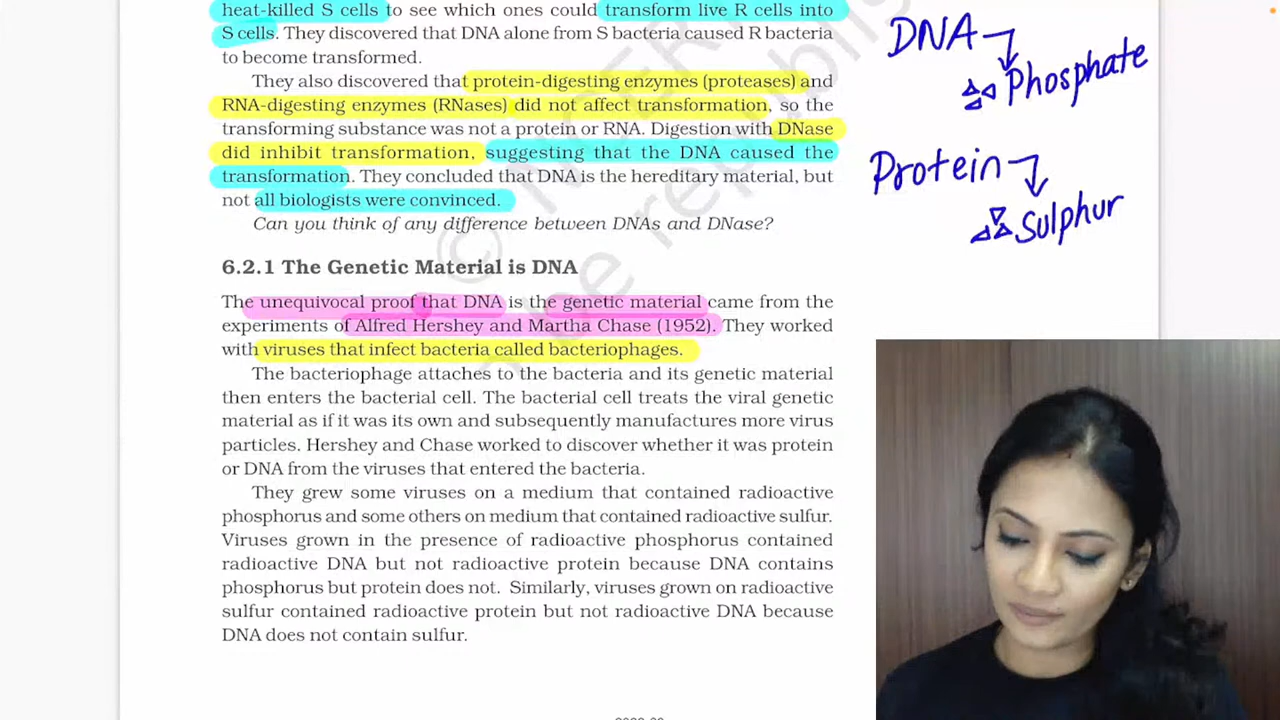 heat-killed S cells to see which ones could transform live R cells into
S cells. They discovered that DNA alone from S bacteria caused R bacteria
to become transformed.
They also discovered that protein-digesting enzymes (proteases) and
RNA-digesting enzymes (RNases) did not affect transformation, so the
transforming substance was not a protein or RNA. Digestion with DNase
did inhibit transformation, suggesting that the DNA caused the
transformation. They concluded that DNA is the hereditary material, but
not all biologists were convinced.
Can you think of any difference between DNAs and DNase?
6.2.1 The Genetic Material is DNA
The unequivocal proof that DNA is the genetic material came from the
experiments of Alfred Hershey and Martha Chase (1952). They worked
with viruses that infect bacteria called bacteriophages.
The bacteriophage attaches to the bacteria and its genetic material
then enters the bacterial cell. The bacterial cell treats the viral genetic
material as if it was its own and subsequently manufactures more virus
particles. Hershey and Chase worked to discover whether it was protein
or DNA from the viruses that entered the bacteria.
They grew some viruses on a medium that contained radioactive
phosphorus and some others on medium that contained radioactive sulfur.
Viruses grown in the presence of radioactive phosphorus contained
radioactive DNA but not radioactive protein because DNA contains
phosphorus but protein does not. Similarly, viruses grown on radioactive
sulfur contained radioactive protein but not radioactive DNA because
DNA does not contain sulfur.
DNA
Phosphate
Protein
Sulphur